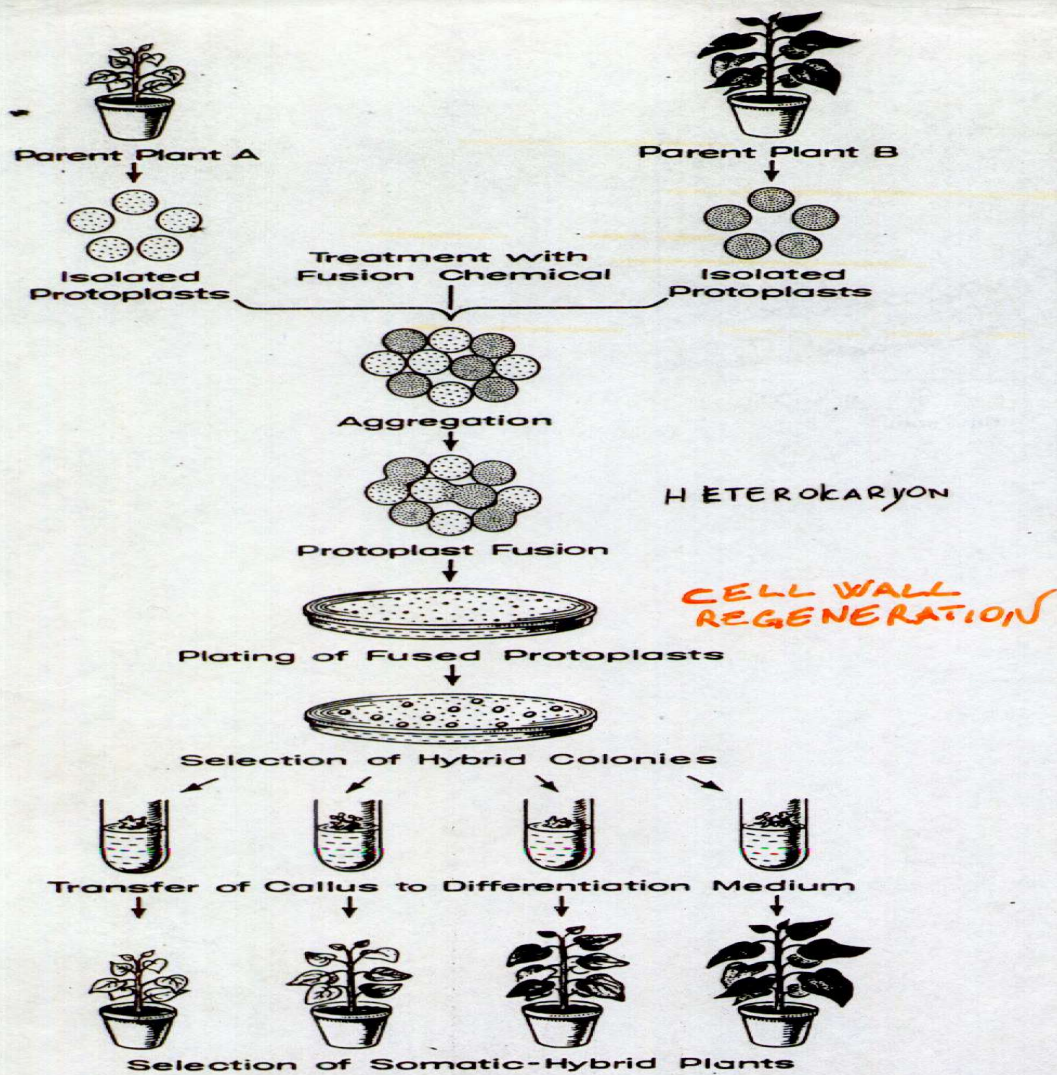 Parent Plant A
Parent Plant B
Isolated
Protoplasts
Treatment with
Fusion Chemical
Isolated
Protoplasts
Aggregation
Protoplast Fusion
HETEROKARYON
Plating of Fused Protoplasts
CELL WALL
REGENERATION
Selection of Hybrid Colonies
Transfer of Callus to Differentiation Medium
Selection of Somatic-Hybrid Plants